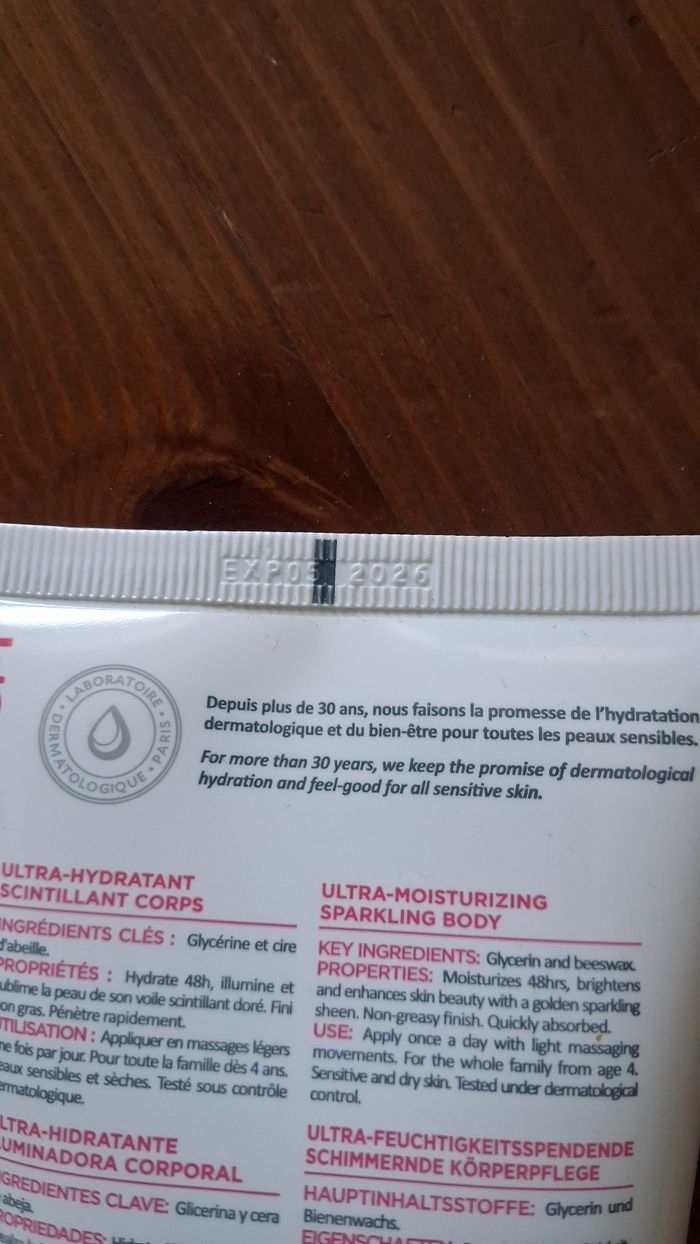 EXP05 2026
LABORATOIRE • DERMATOLOGIQUE • PARIS •
Depuis plus de 30 ans, nous faisons la promesse de l'hydratation
dermatologique et du bien-être pour toutes les peaux sensibles.
For more than 30 years, we keep the promise of dermatological
hydration and feel-good for all sensitive skin.
ULTRA-HYDRATANT
SCINTILLANT CORPS
INGRÉDIENTS CLÉS : Glycérine et cire
d'abeille.
PROPRIÉTÉS : Hydrate 48h, illumine et
sublime la peau de son voile scintillant doré. Fini
non gras. Pénètre rapidement.
UTILISATION : Appliquer en massages légers
une fois par jour. Pour toute la famille dès 4 ans.
Peaux sensibles et sèches. Testé sous contrôle
dermatologique.
ULTRA-MOISTURIZING
SPARKLING BODY
KEY INGREDIENTS: Glycerin and beeswax.
PROPERTIES: Moisturizes 48hrs, brightens
and enhances skin beauty with a golden sparkling
sheen. Non-greasy finish. Quickly absorbed.
USE: Apply once a day with light massaging
movements. For the whole family from age 4.
Sensitive and dry skin. Tested under dermatological
control.
ULTRA-HIDRATANTE
ILUMINADORA CORPORAL
INGREDIENTES CLAVE: Glicerina y cera
abeja.
PROPRIEDADES:
ULTRA-FEUCHTIGKEITSSPENDENDE
SCHIMMERNDE KÖRPERPFLEGE
HAUPTINHALTSSTOFFE: Glycerin und
Bienenwachs.
EIGENSCHAFTEN: